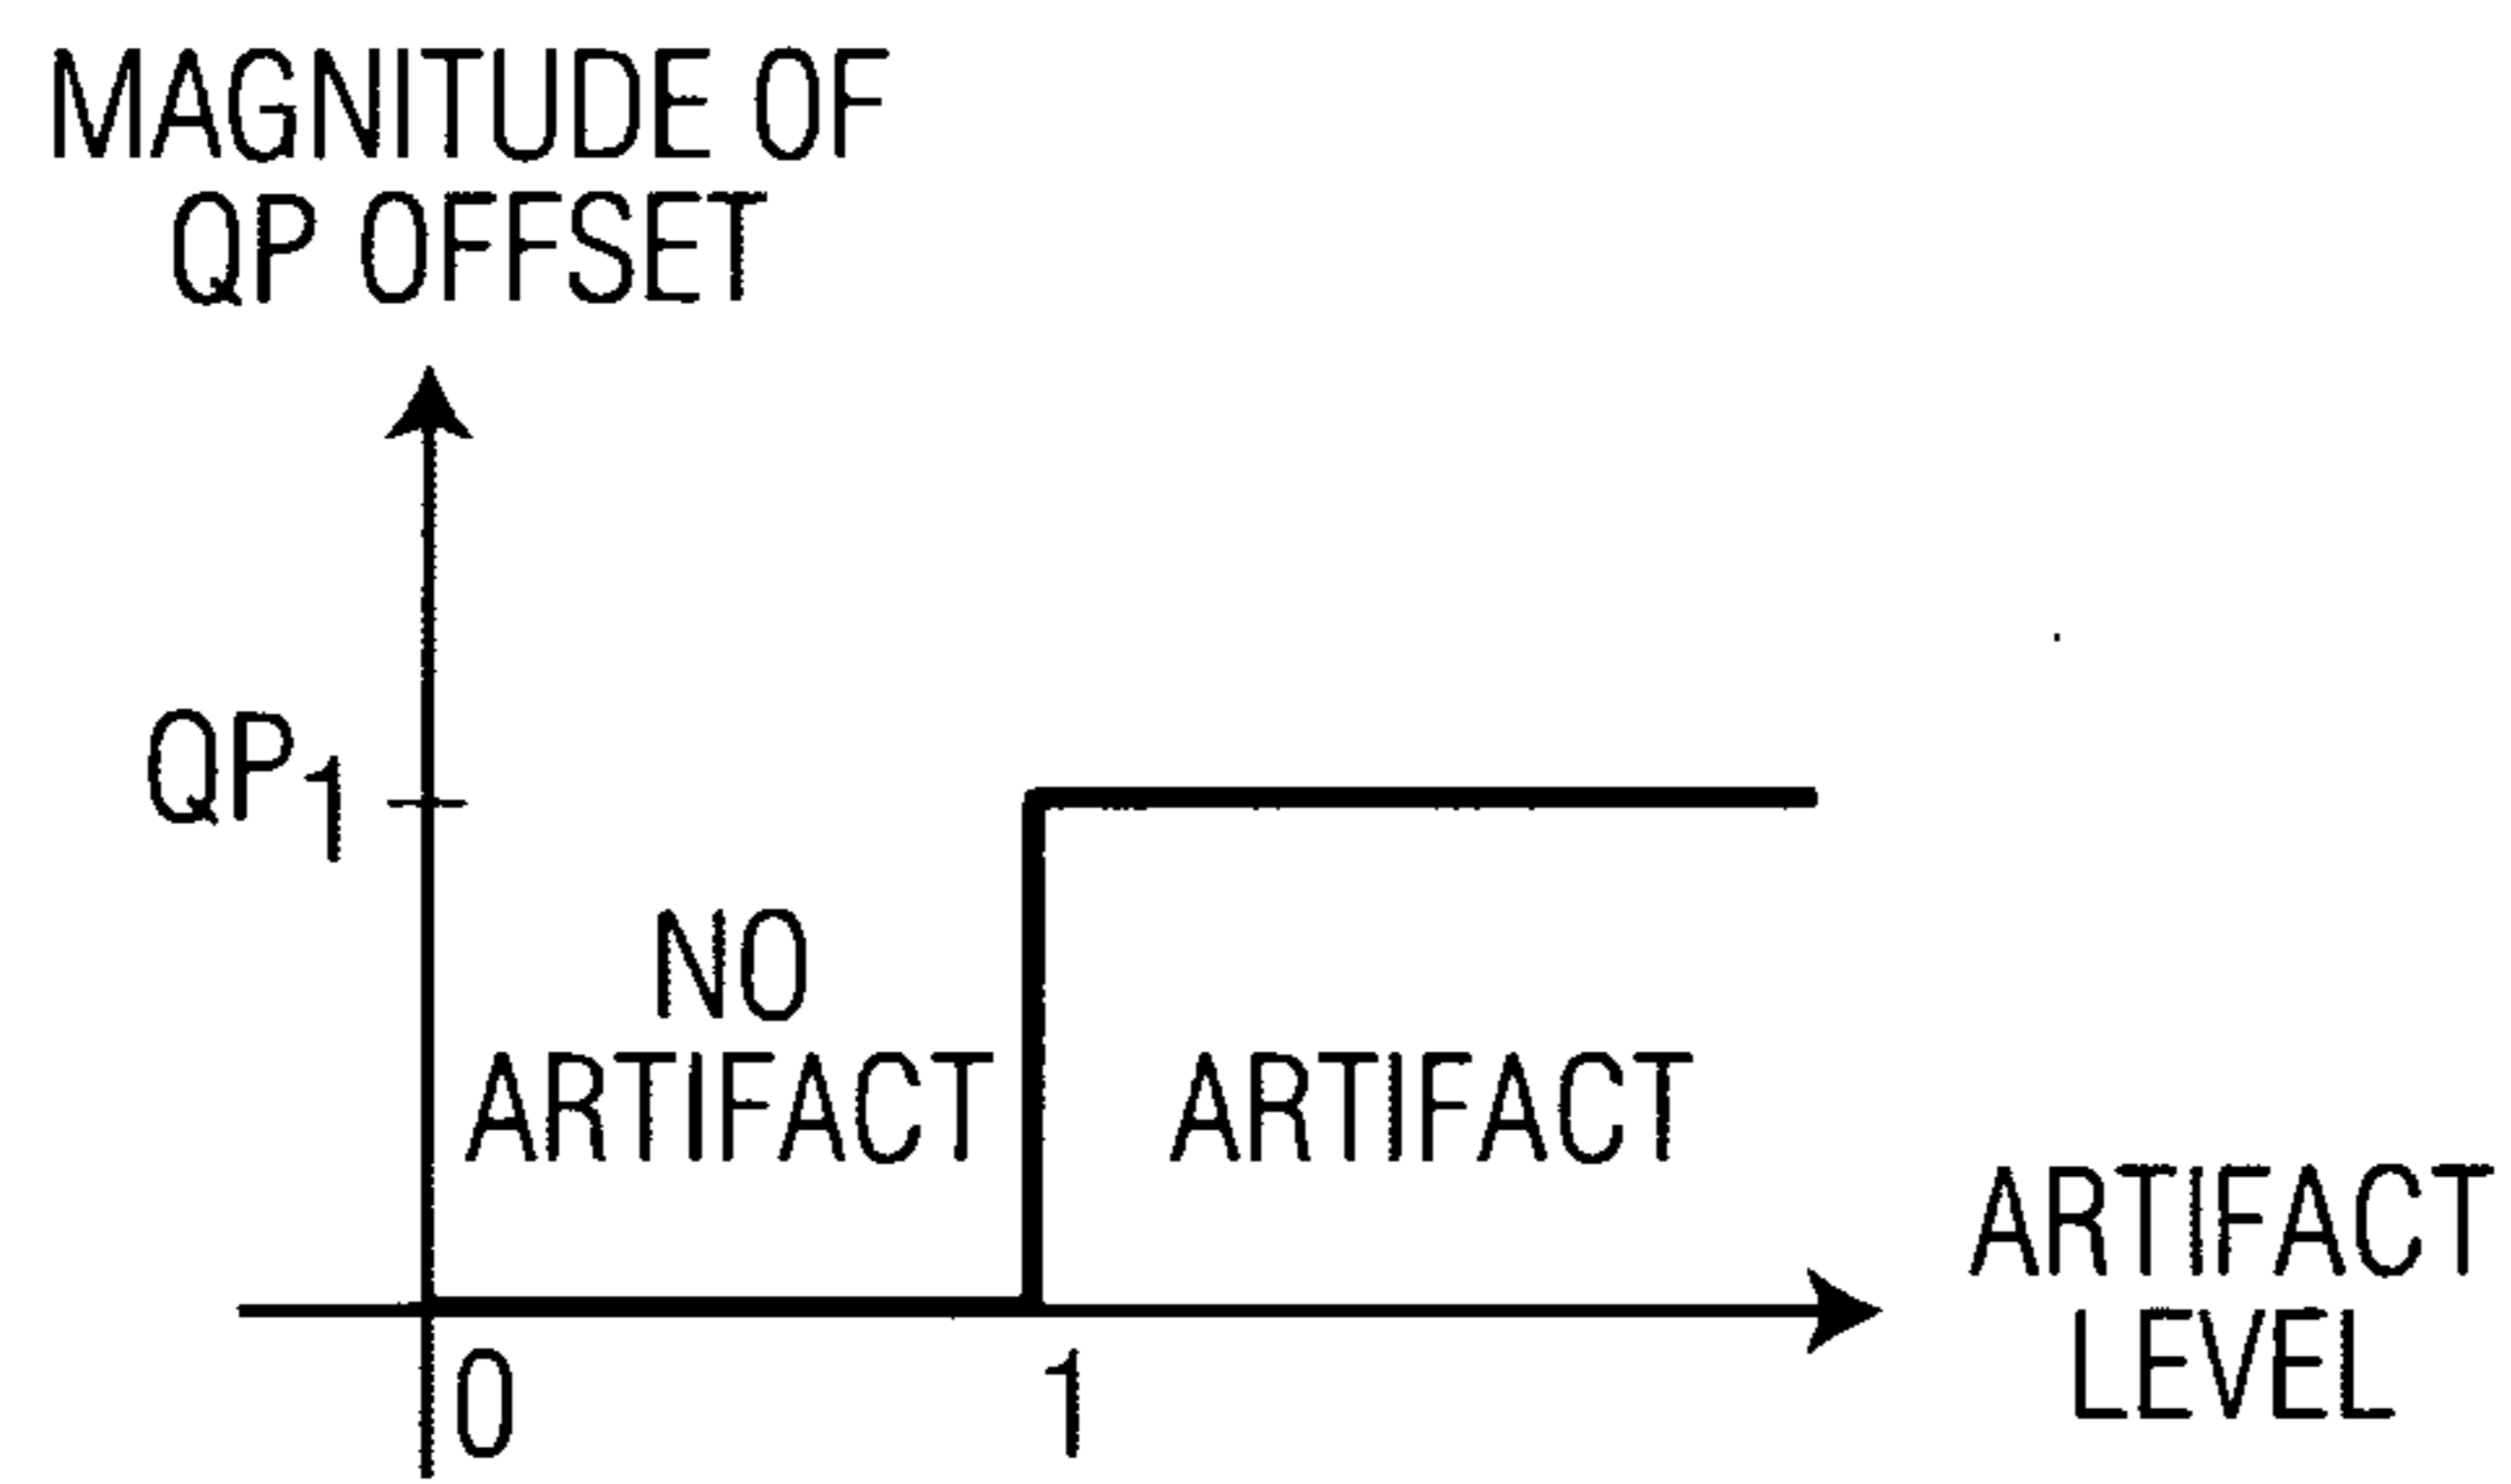 MAGNITUDE OF
QP OFFSET
QP1
NO
ARTIFACT
ARTIFACT
ARTIFACT
LEVEL
0
1